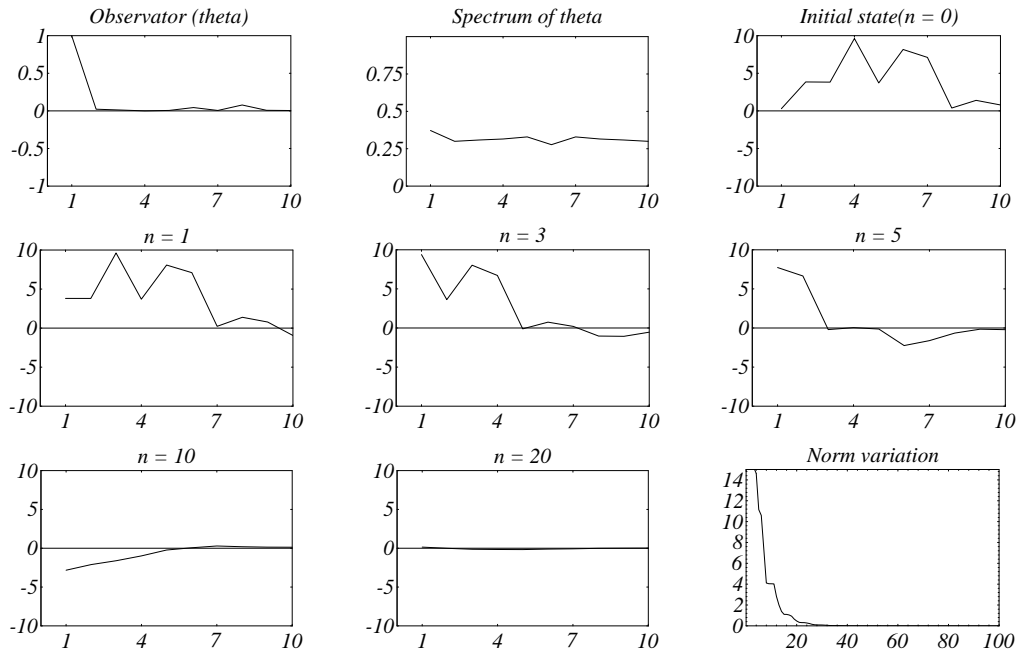 Observator (theta)
1
0.5
0
-0.5
-1
1 4 7 10
Spectrum of theta
0.75
0.5
0.25
0
1 4 7 10
Initial state(n = 0)
10
5
0
-5
-10
1 4 7 10
n = 1
10
5
0
-5
-10
1 4 7 10
n = 3
10
5
0
-5
-10
1 4 7 10
n = 5
10
5
0
-5
-10
1 4 7 10
n = 10
10
5
0
-5
-10
1 4 7 10
n = 20
10
5
0
-5
-10
1 4 7 10
Norm variation
14
12
10
8
6
4
2
0
20 40 60 80 100